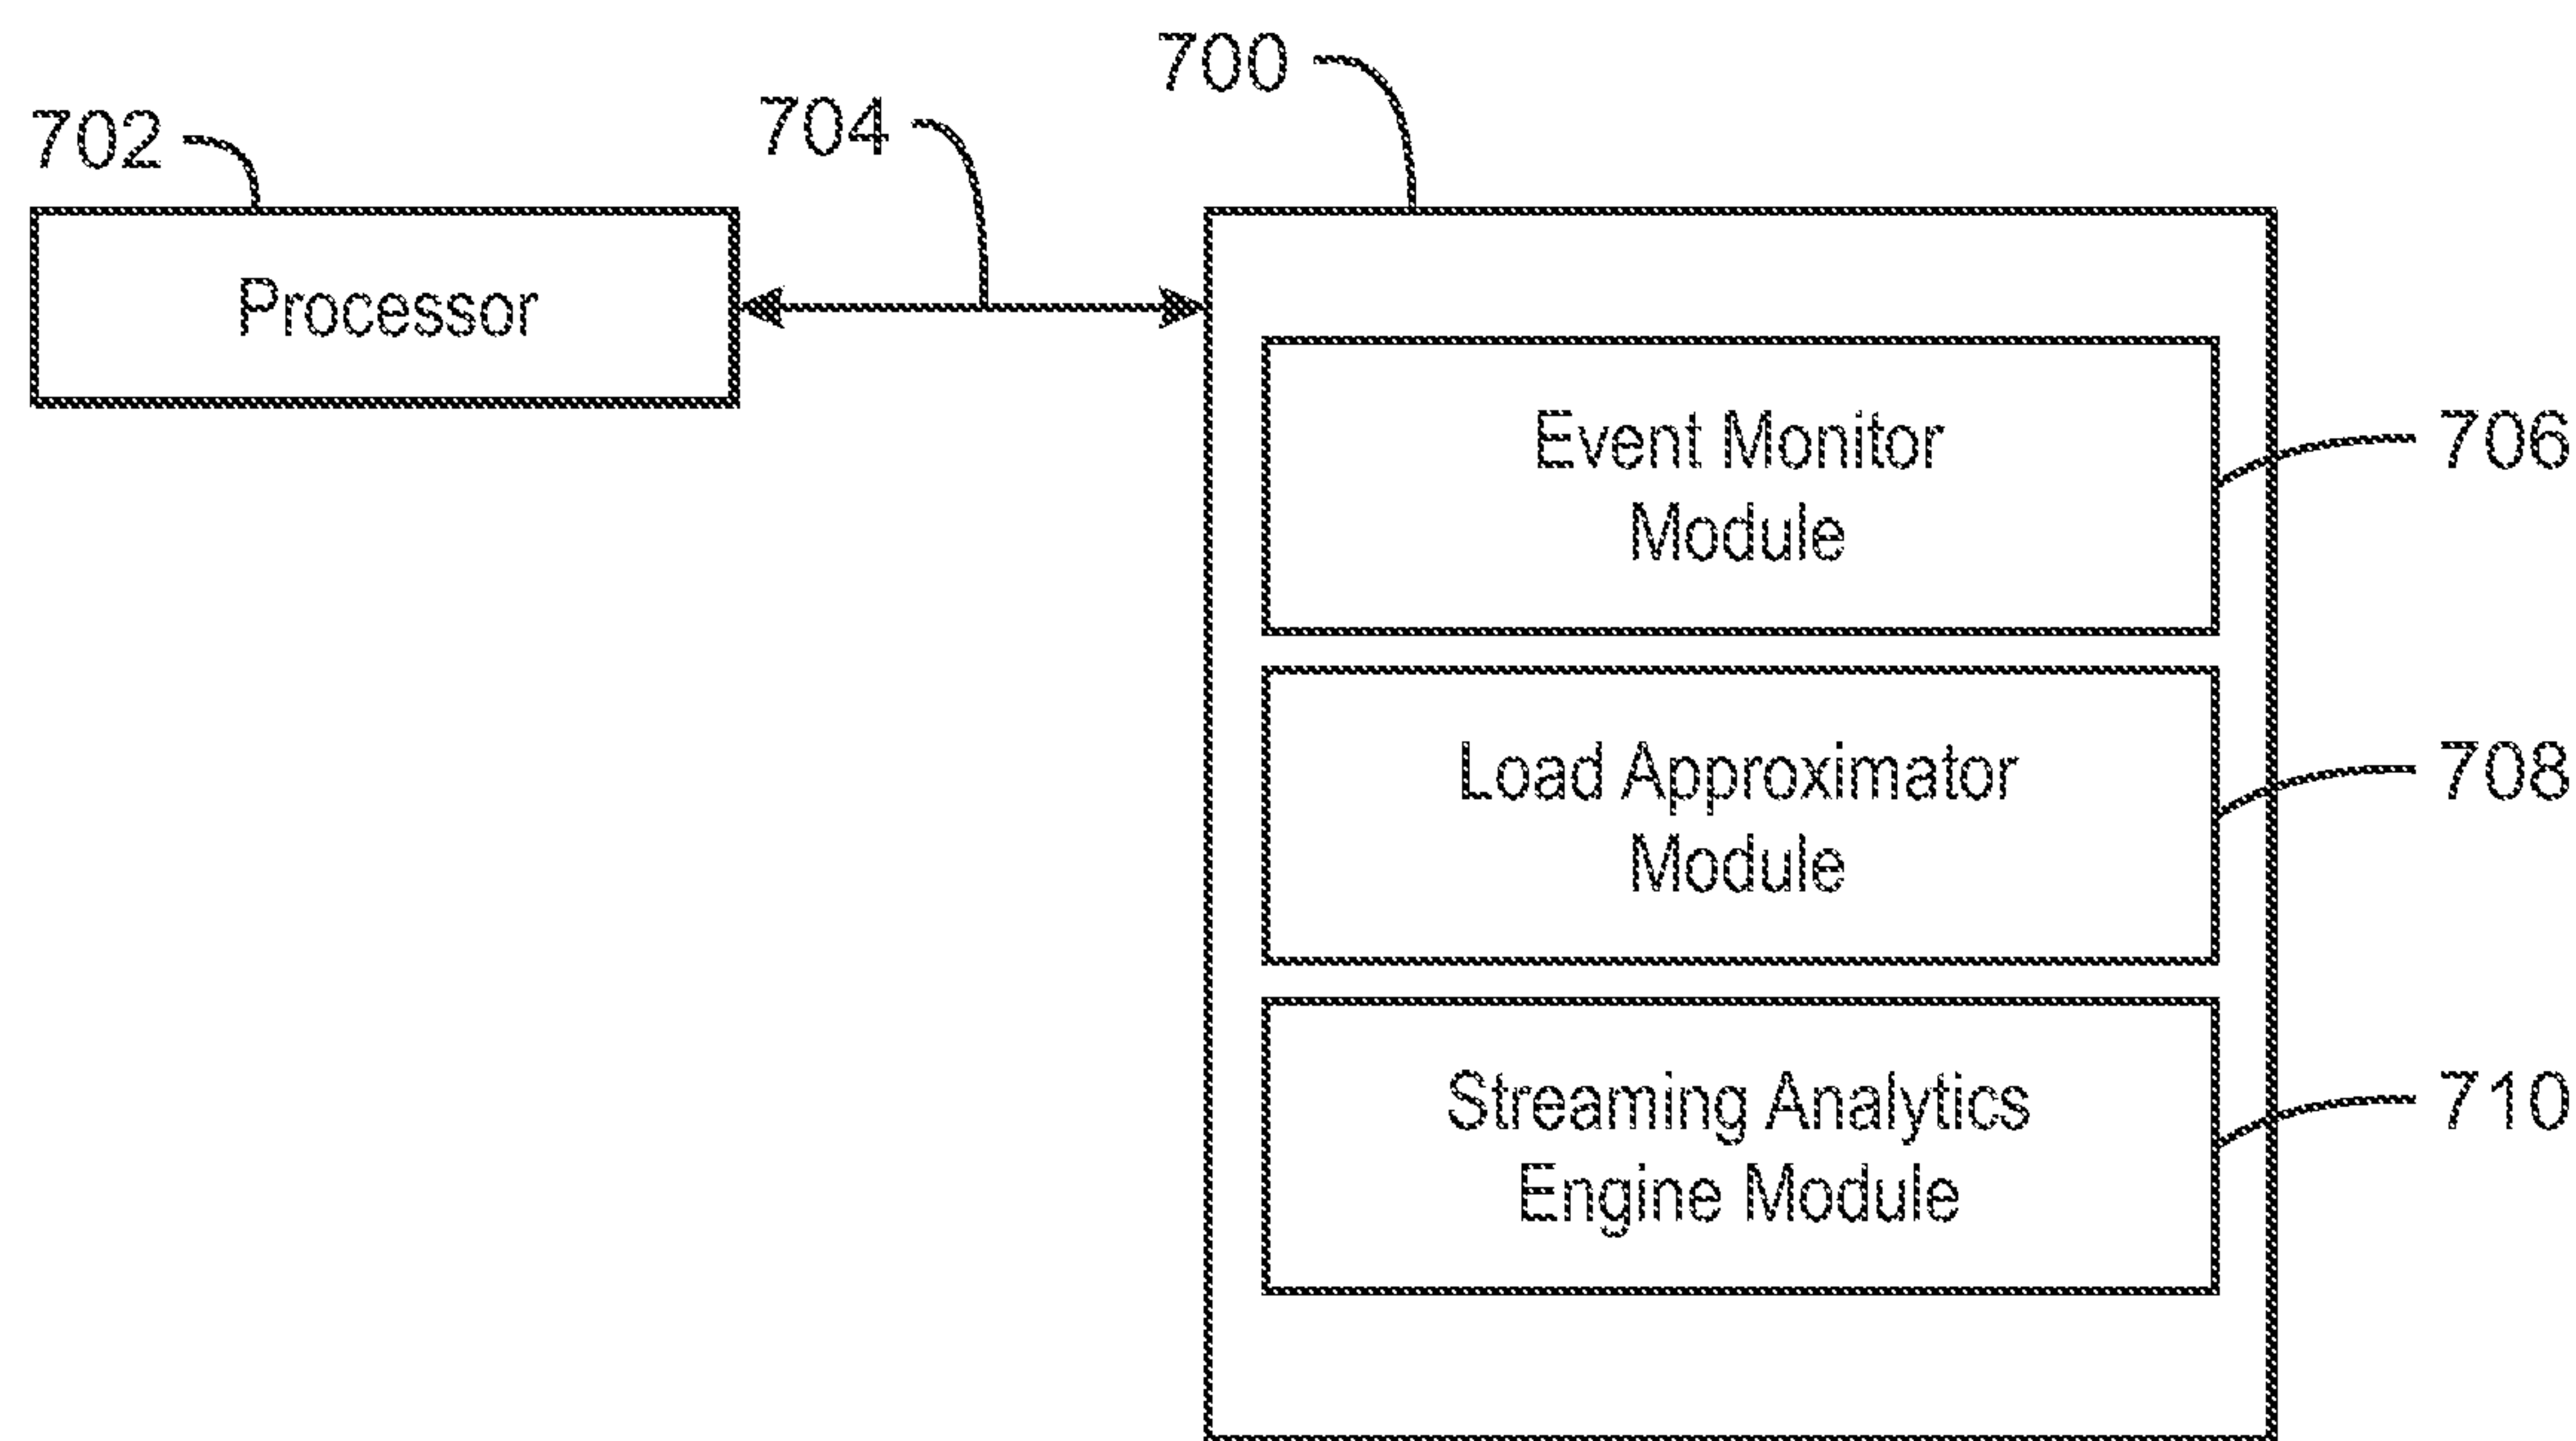 700
704
702
Processor
Event Monitor
Module
706
Load Approximator
Module
708
Streaming Analytics
Engine Module
710